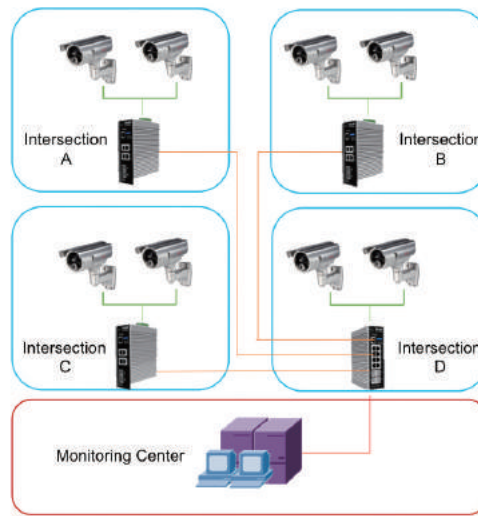 Intersection
A
Intersection
B
Intersection
C
Intersection
D
Monitoring Center